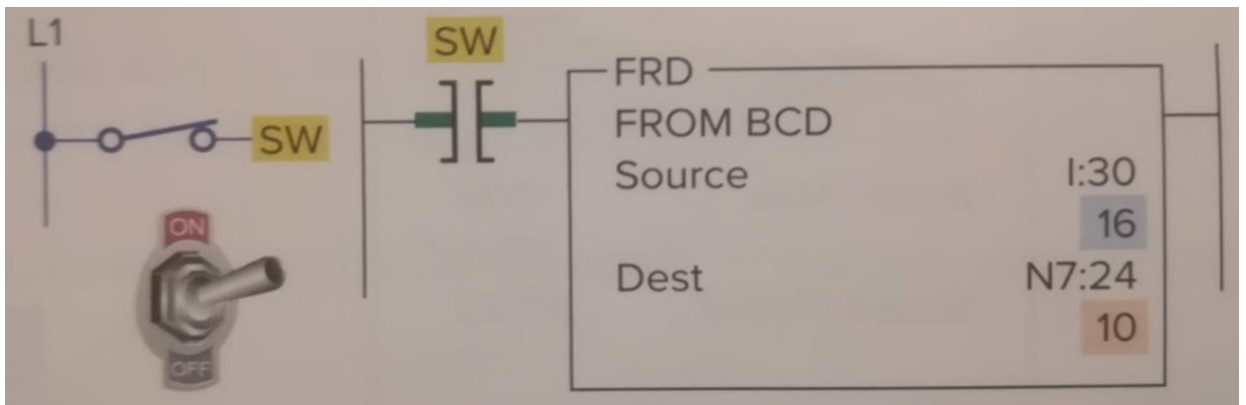 L1
SW
SW
ON
OFF
FRD
FROM BCD
Source I:30
16
Dest N7:24
10